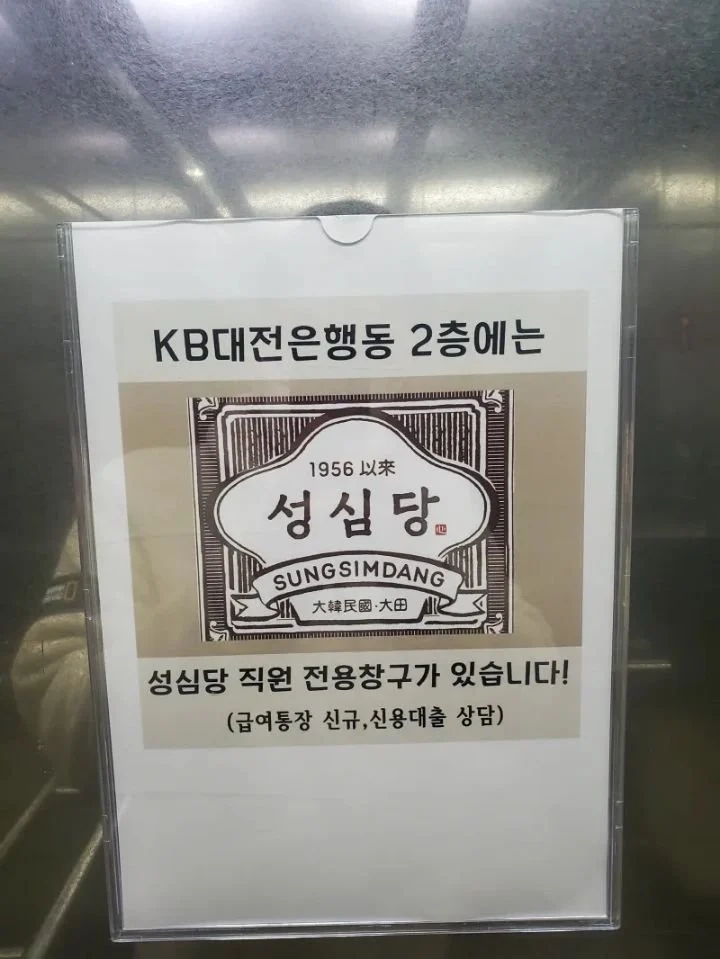 KB대전은행동 2층에는
1956 以來
성심당
SUNGSIMDANG
大韓民國·大田
성심당 직원 전용창구가 있습니다!
(급여통장 신규,신용대출 상담)